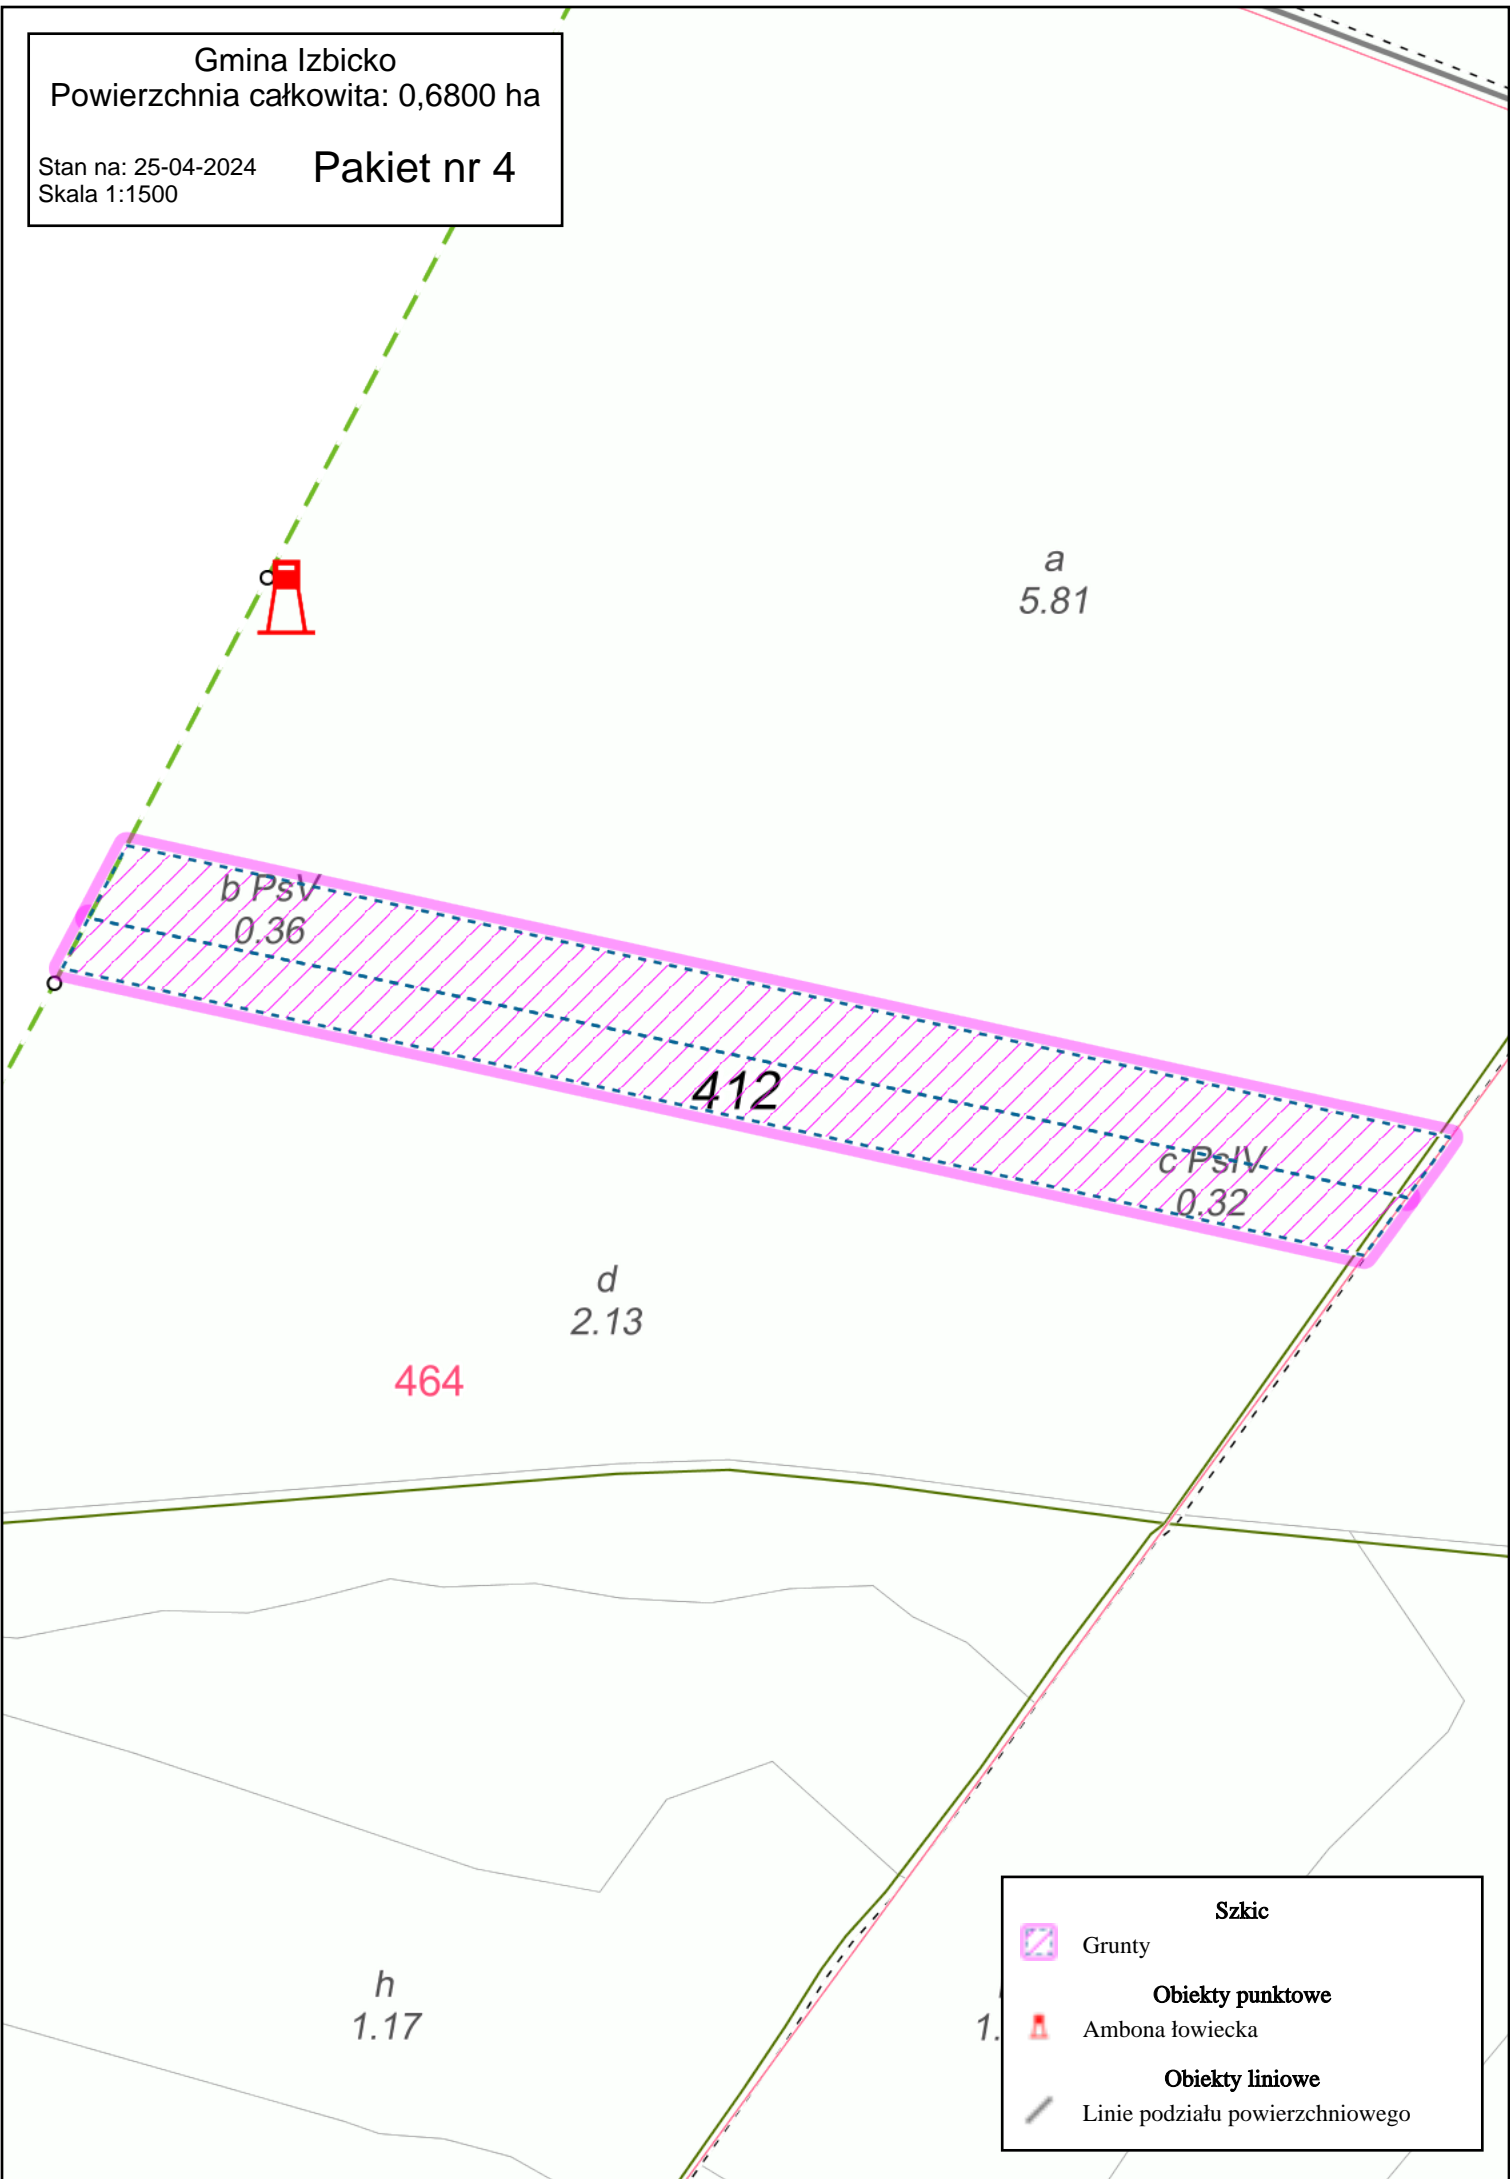 Gmina Izbicko
Powierzchnia całkowita: 0,6800 ha
Stan na: 25-04-2024
Pakiet nr 4
Skala 1:1500
a
5.81
b PsV
0.36
412
c PsIV
0.32
d
2.13
464
h
1.17
1.
Szkic
Grunty
Obiekty punktowe
Ambona łowiecka
Obiekty liniowe
Linie podziału powierzchniowego